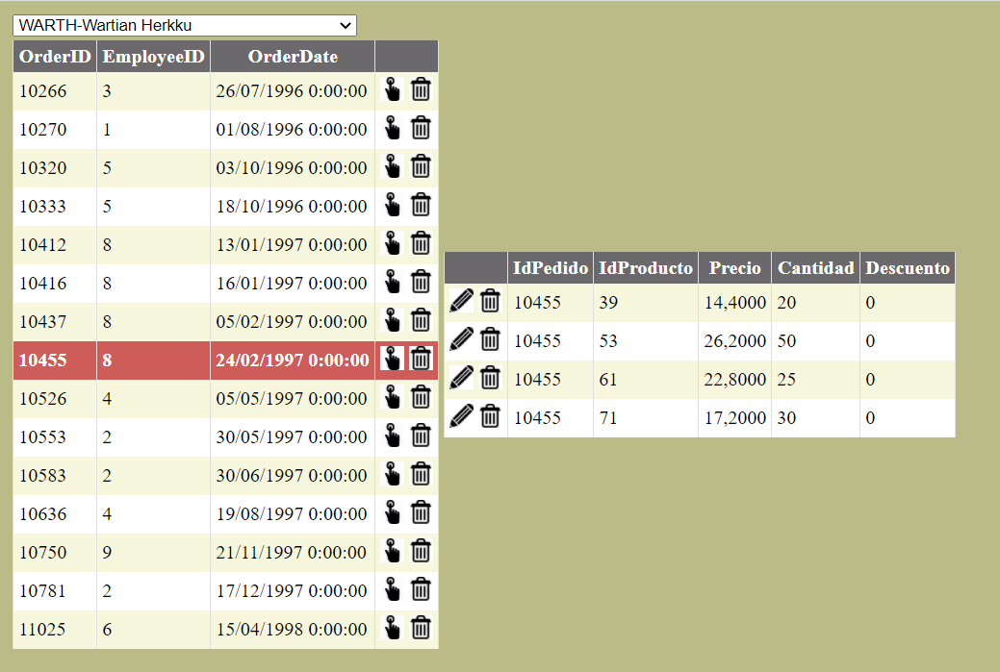 WARTH-Wartian Herkku
OrderID EmployeeID OrderDate
10266 3 26/07/1996 0:00:00
10270 1 01/08/1996 0:00:00
10320 5 03/10/1996 0:00:00
10333 5 18/10/1996 0:00:00
10412 8 13/01/1997 0:00:00
10416 8 16/01/1997 0:00:00
10437 8 05/02/1997 0:00:00
10455 8 24/02/1997 0:00:00
10526 4 05/05/1997 0:00:00
10553 2 30/05/1997 0:00:00
10583 2 30/06/1997 0:00:00
10636 4 19/08/1997 0:00:00
10750 9 21/11/1997 0:00:00
10781 2 17/12/1997 0:00:00
11025 6 15/04/1998 0:00:00
IdPedido IdProducto Precio Cantidad Descuento
10455 39 14,4000 20 0
10455 53 26,2000 50 0
10455 61 22,8000 25 0
10455 71 17,2000 30 0